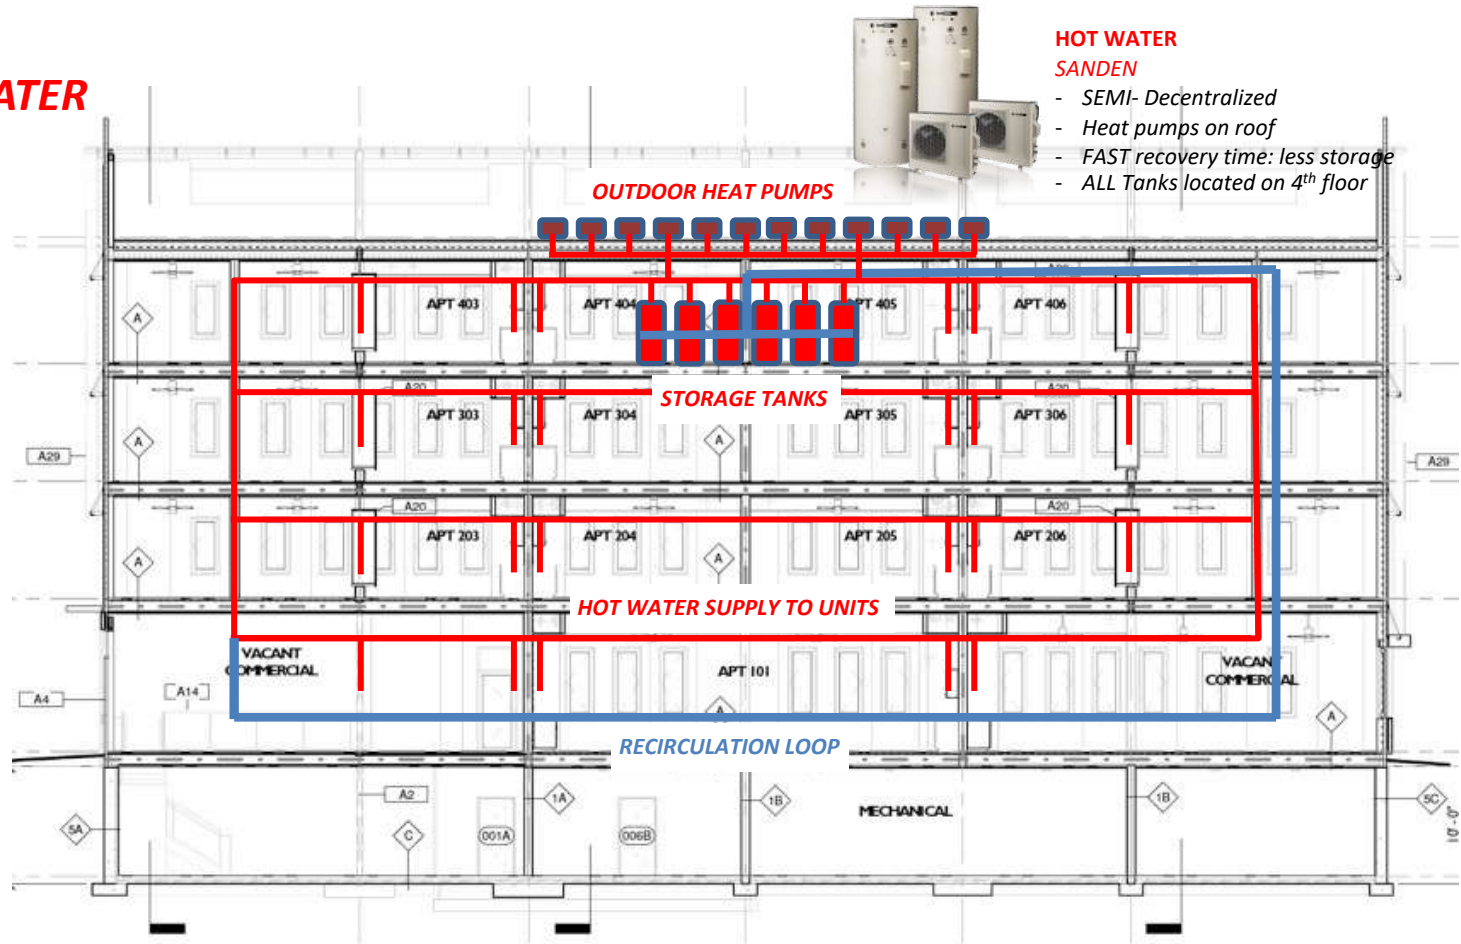 ATER
HOT WATER
SANDEN
- SEMI- Decentralized
- Heat pumps on roof
- FAST recovery time: less storage
- ALL Tanks located on 4th floor
OUTDOOR HEAT PUMPS
APT 403
APT 404
APT 405
APT 406
A
STORAGE TANKS
A20
A20
APT 303
APT 304
APT 305
APT 306
A
A
A29
A29
A20
A20
APT 203
APT 204
APT 205
APT 206
A
A
HOT WATER SUPPLY TO UNITS
VACANT
COMMERCIAL
APT 101
VACANT
COMMERCIAL
A4
A14
A
A
RECIRCULATION LOOP
A2
1A
1B
MECHANICAL
1B
5C
5A
C
001A
006B
10'-0"